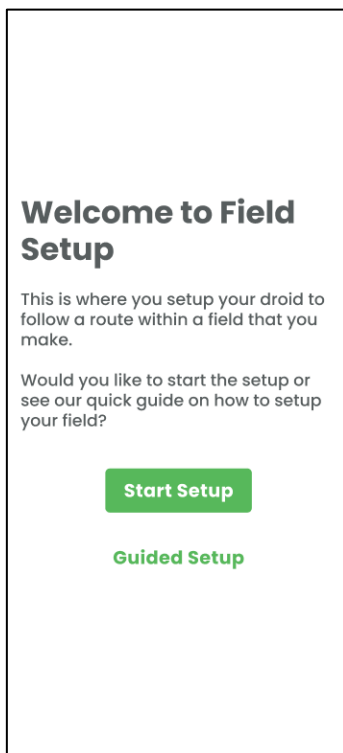 Welcome to Field
Setup
This is where you setup your droid to
follow a route within a field that you
make.
Would you like to start the setup or
see our quick guide on how to setup
your field?
Start Setup
Guided Setup